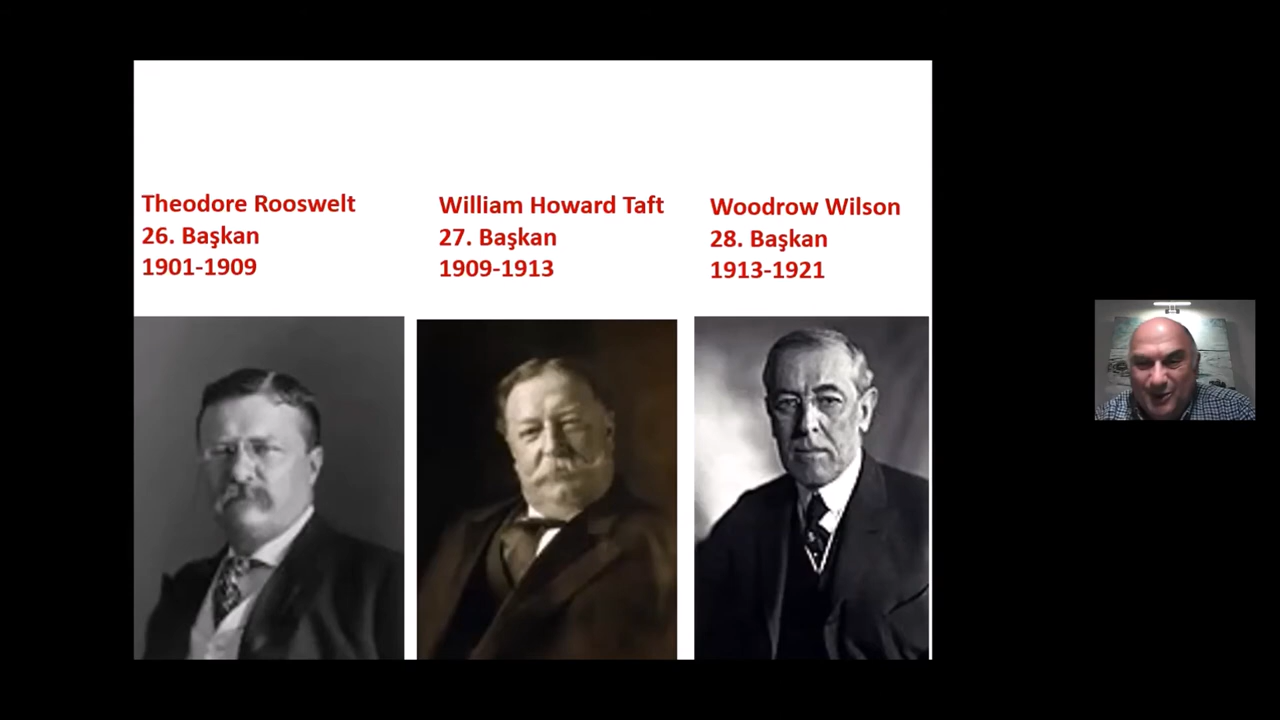 Theodore Rooswelt
26. Başkan
1901-1909
William Howard Taft
27. Başkan
1909-1913
Woodrow Wilson
28. Başkan
1913-1921